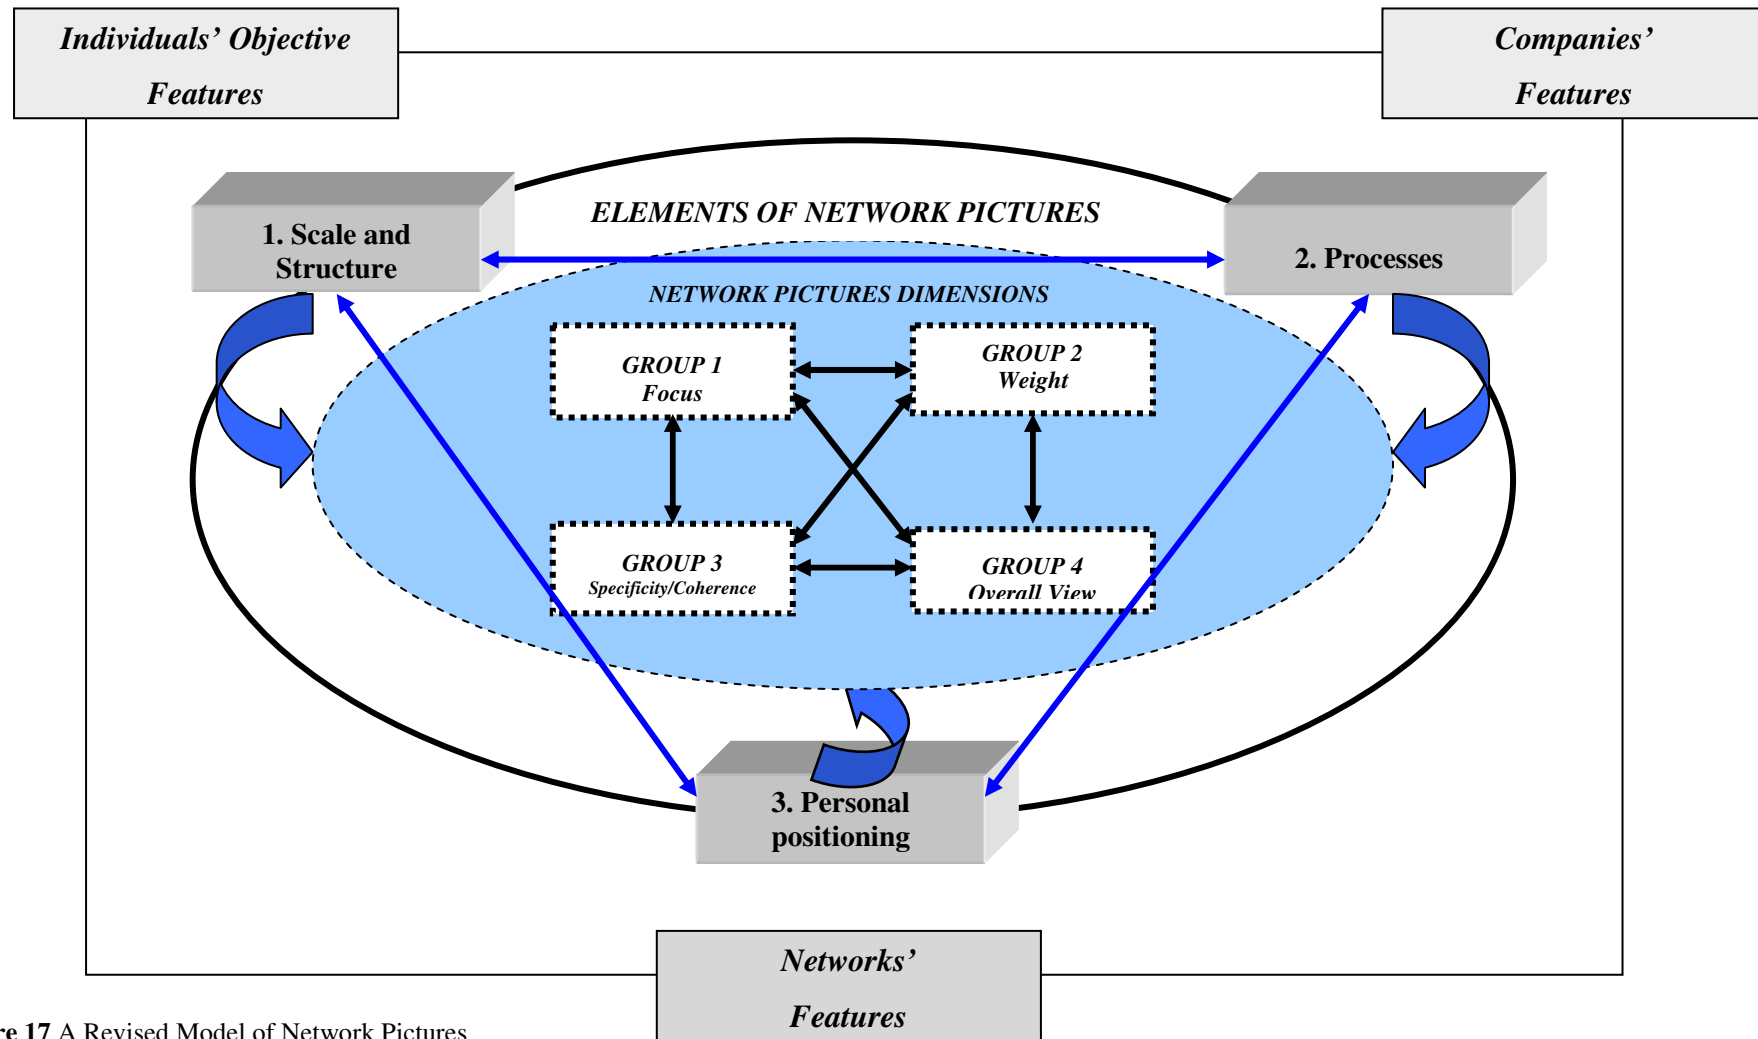 Individuals’ Objective
Features
Companies’
Features
ELEMENTS OF NETWORK PICTURES
1. Scale and
Structure
2. Processes
NETWORK PICTURES DIMENSIONS
GROUP 1
Focus
GROUP 2
Weight
GROUP 3
Specificity/Coherence
GROUP 4
Overall View
3. Personal
positioning
Networks’
Features
re 17 A Revised Model of Network Pictures